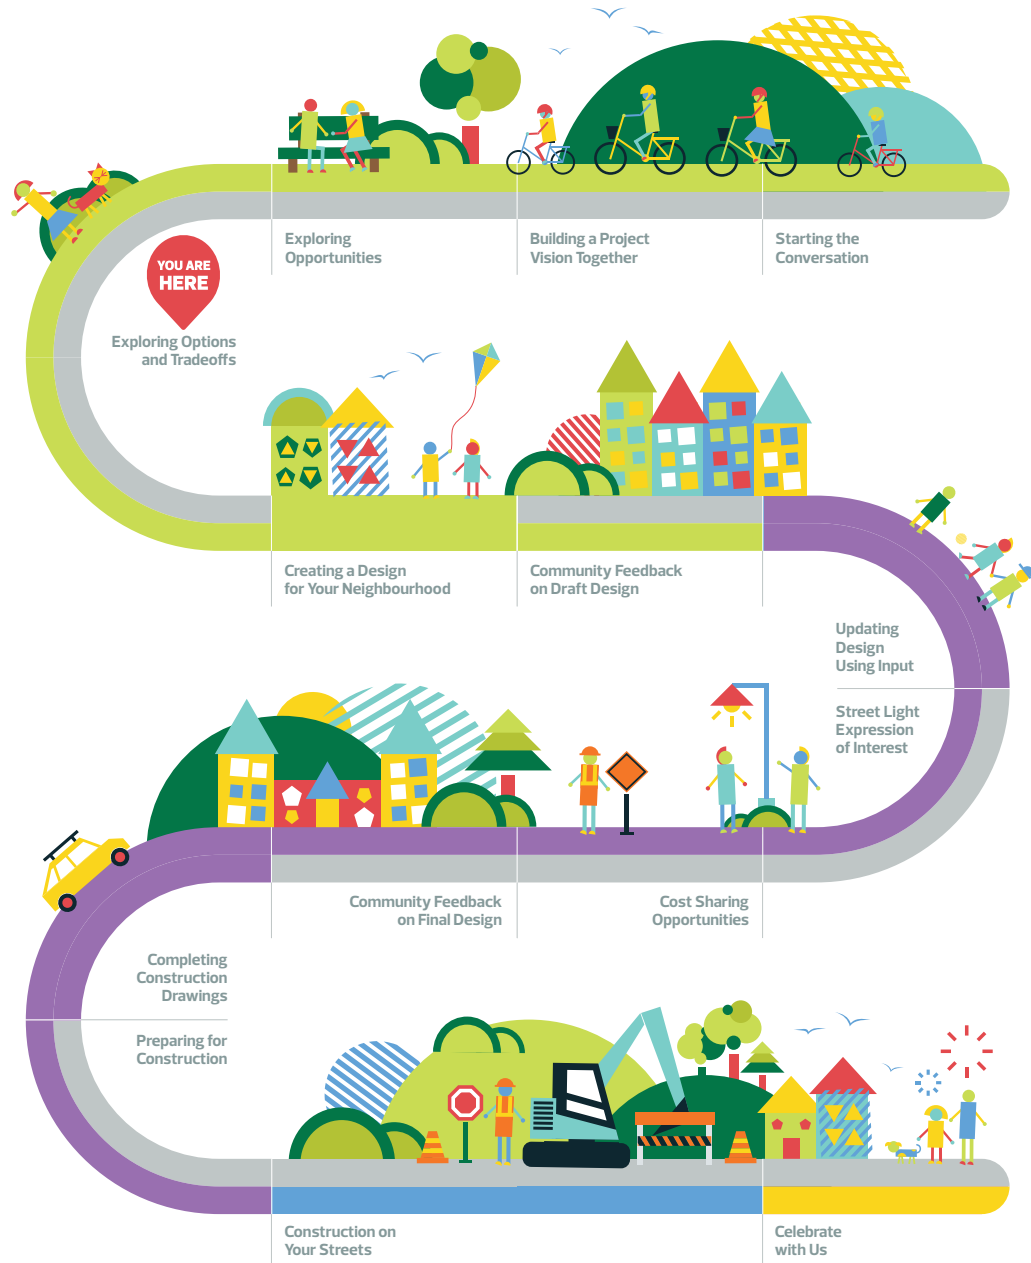 Exploring
Opportunities
Building a Project
Vision Together
Starting the
Conversation
YOU ARE
HERE
Exploring Options
and Tradeoffs
Creating a Design
for Your Neighbourhood
Community Feedback
on Draft Design
Updating
Design
Using Input
Street Light
Expression
of Interest
Community Feedback
on Final Design
Cost Sharing
Opportunities
Completing
Construction
Drawings
Preparing for
Construction
Construction on
Your Streets
Celebrate
with Us